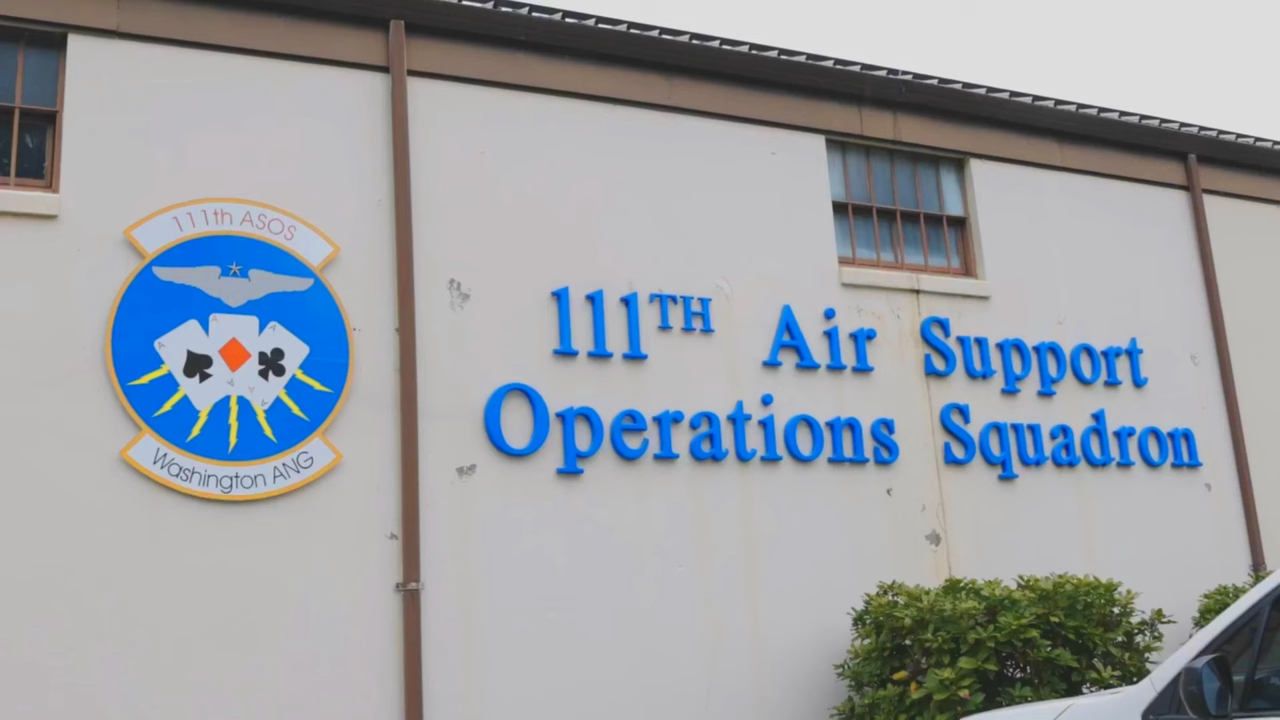 111th ASOS
Washington ANG
111TH Air Support
Operations Squadron